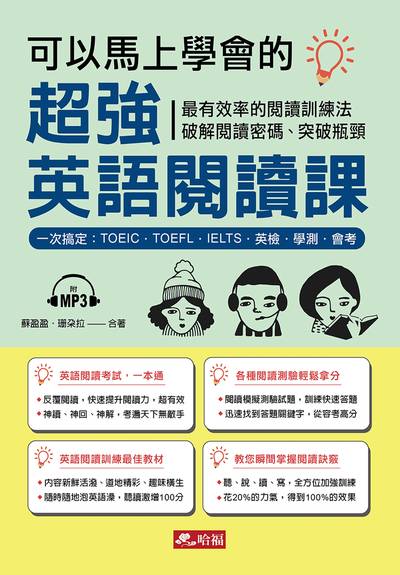 可以馬上學會的
超強
最有效率的閱讀訓練法
破解閱讀密碼、突破瓶頸
英語閱讀課
一次搞定：TOEIC．TOEFL．IELTS．英檢．學測．會考
附
MP3
蘇盈盈．珊朵拉——合著
英語閱讀考試，一本通
• 反覆閱讀，快速提升閱讀力，超有效
• 神讀、神回、神解，考遍天下無敵手
各種閱讀測驗輕鬆拿分
• 閱讀模擬測驗試題，訓練快速答題
• 迅速找到答題關鍵字，從容考高分
英語閱讀訓練最佳教材
• 內容新鮮活潑、道地精彩、趣味橫生
• 隨時隨地泡英語澡，聽讀激增100分
教您瞬間掌握閱讀訣竅
• 聽、說、讀、寫，全方位加強訓練
• 花20%的力氣，得到100%的效果
哈福